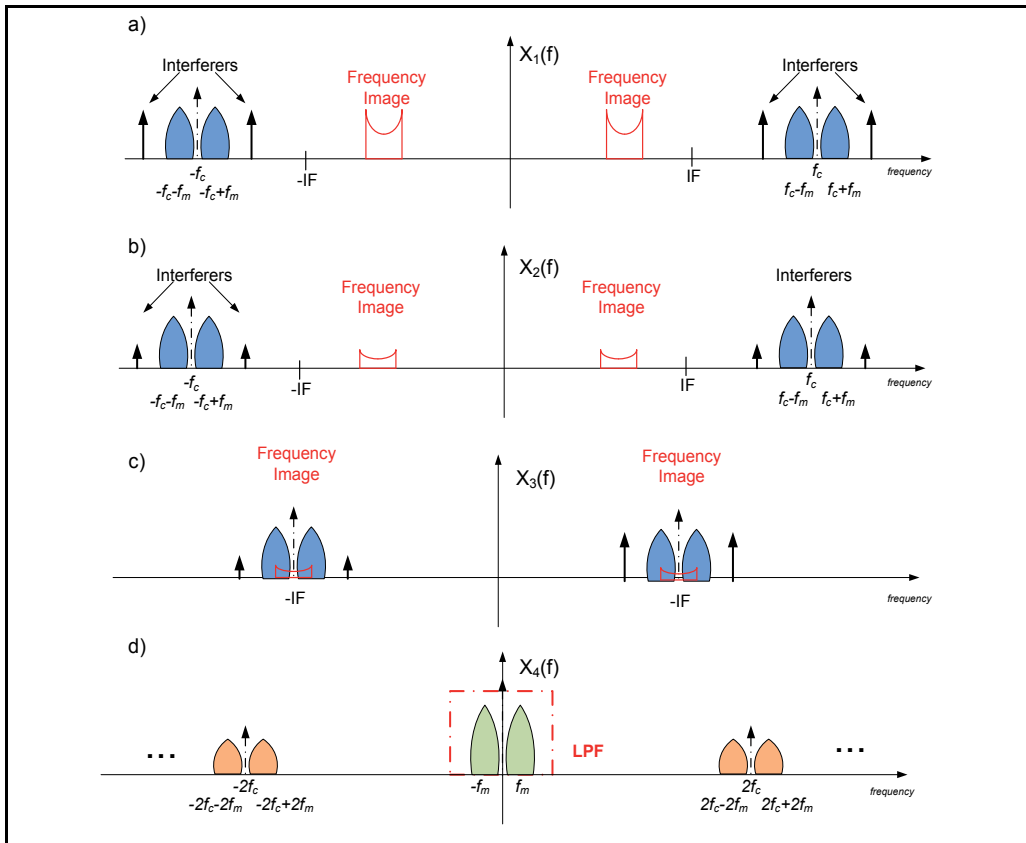 a)
X1(f)
Interferers
Frequency
Image
Frequency
Image
Interferers
-fc
-fc-fm -fc+fm
-IF
IF
fc
fc-fm fc+fm
frequency
b)
X2(f)
Interferers
Frequency
Image
Frequency
Image
Interferers
-fc
-fc-fm -fc+fm
-IF
IF
fc
fc-fm fc+fm
frequency
c)
Frequency
Image
X3(f)
Frequency
Image
-IF
-IF
frequency
d)
X4(f)
LPF
...
...
-2fc
-2fc-2fm -2fc+2fm
-fm fm
2fc
2fc-2fm 2fc+2fm
frequency